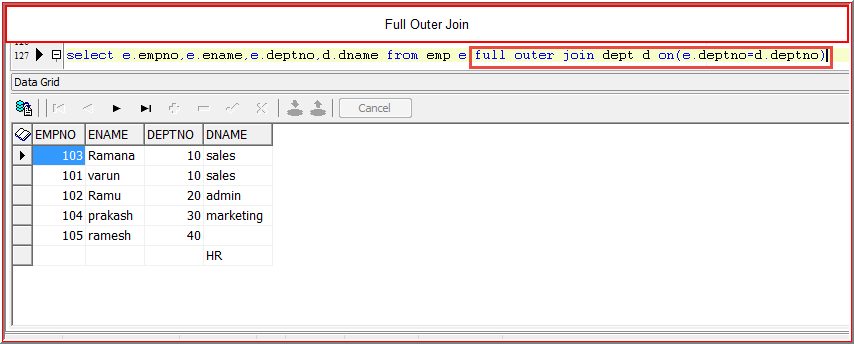 Full Outer Join
127 select e.empno,e.ename,e.deptno,d.dname from emp e full outer join dept d on(e.deptno=d.deptno)
Data Grid
Cancel
EMPNO ENAME DEPTNO DNAME
103 Ramana 10 sales
101 varun 10 sales
102 Ramu 20 admin
104 prakash 30 marketing
105 ramesh 40
HR